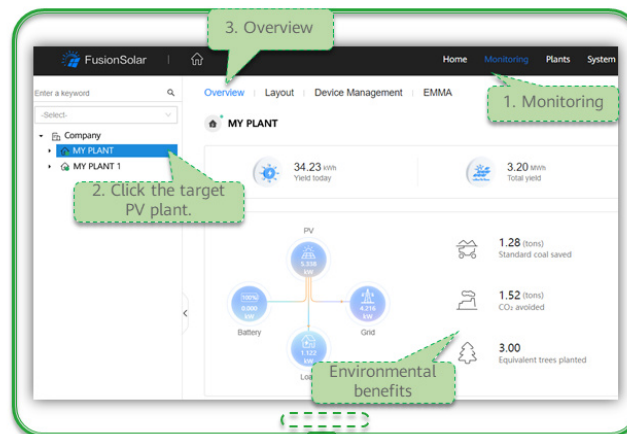 3. Overview
FusionSolar
Home Monitoring Plants System
Enter a keyword
Overview Layout Device Management EMMA
-Select-
1. Monitoring
MY PLANT
Company
MY PLANT
MY PLANT 1
34.23 kWh
Yield today
3.20 MWh
Total yield
2. Click the target
PV plant.
PV
5.338
kW
1.28 (tons)
Standard coal saved
100%
0.000
kW
4.216
kW
1.52 (tons)
CO₂ avoided
Battery
Grid
1.122
kW
3.00
Equivalent trees planted
Environmental
benefits